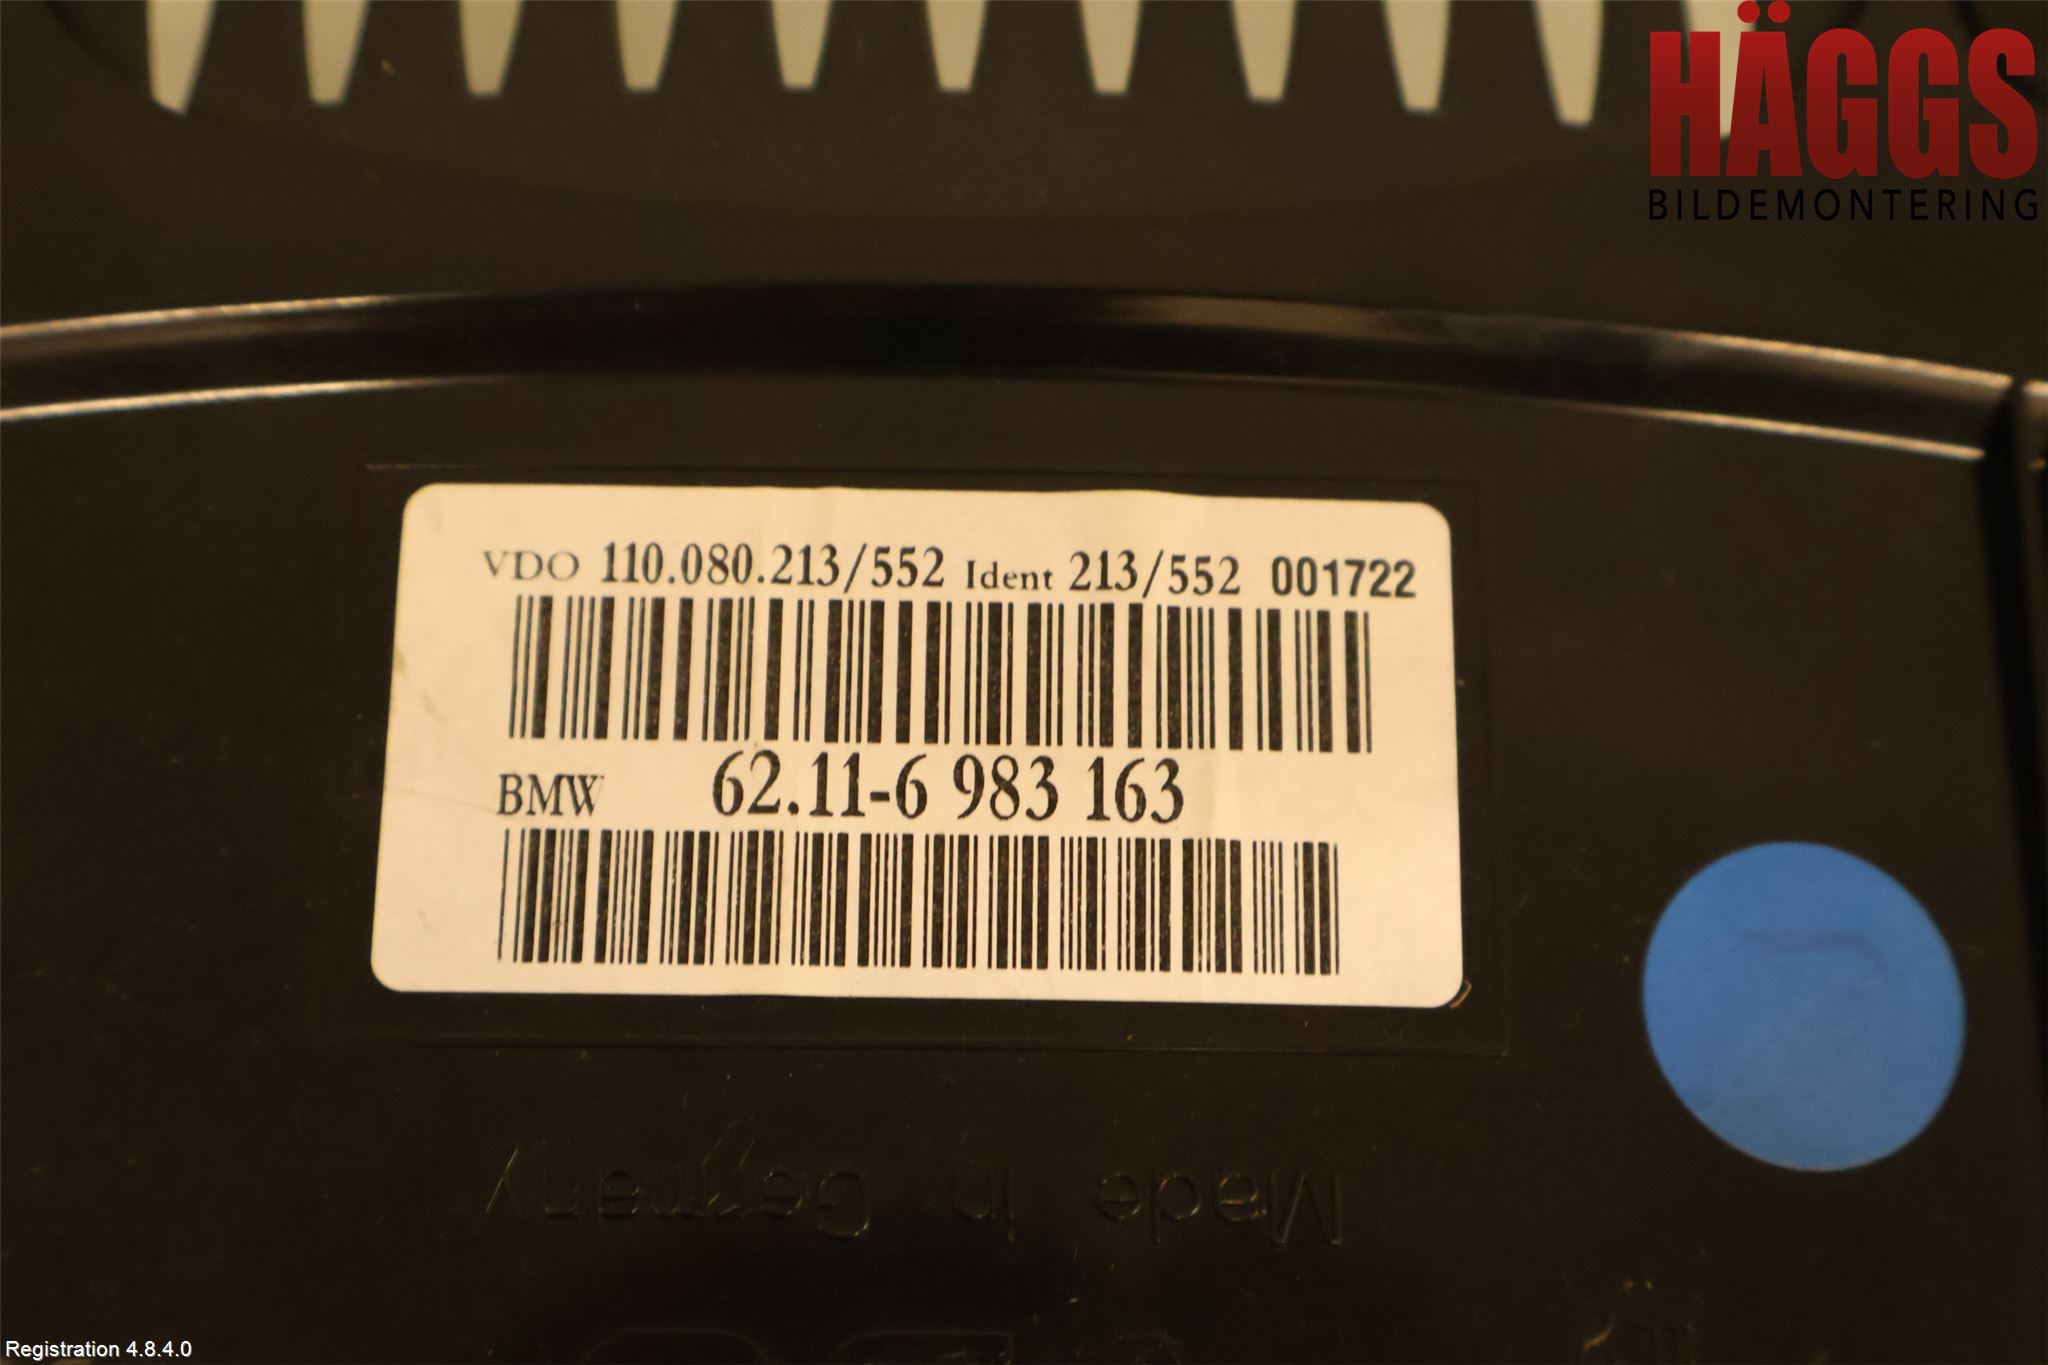 HÄGGS
BILDEMONTERING
VDO 110.080.213/552 Ident 213/552 001722
BMW 62.11-6 983 163
Made in Germany
Registration 4.8.4.0